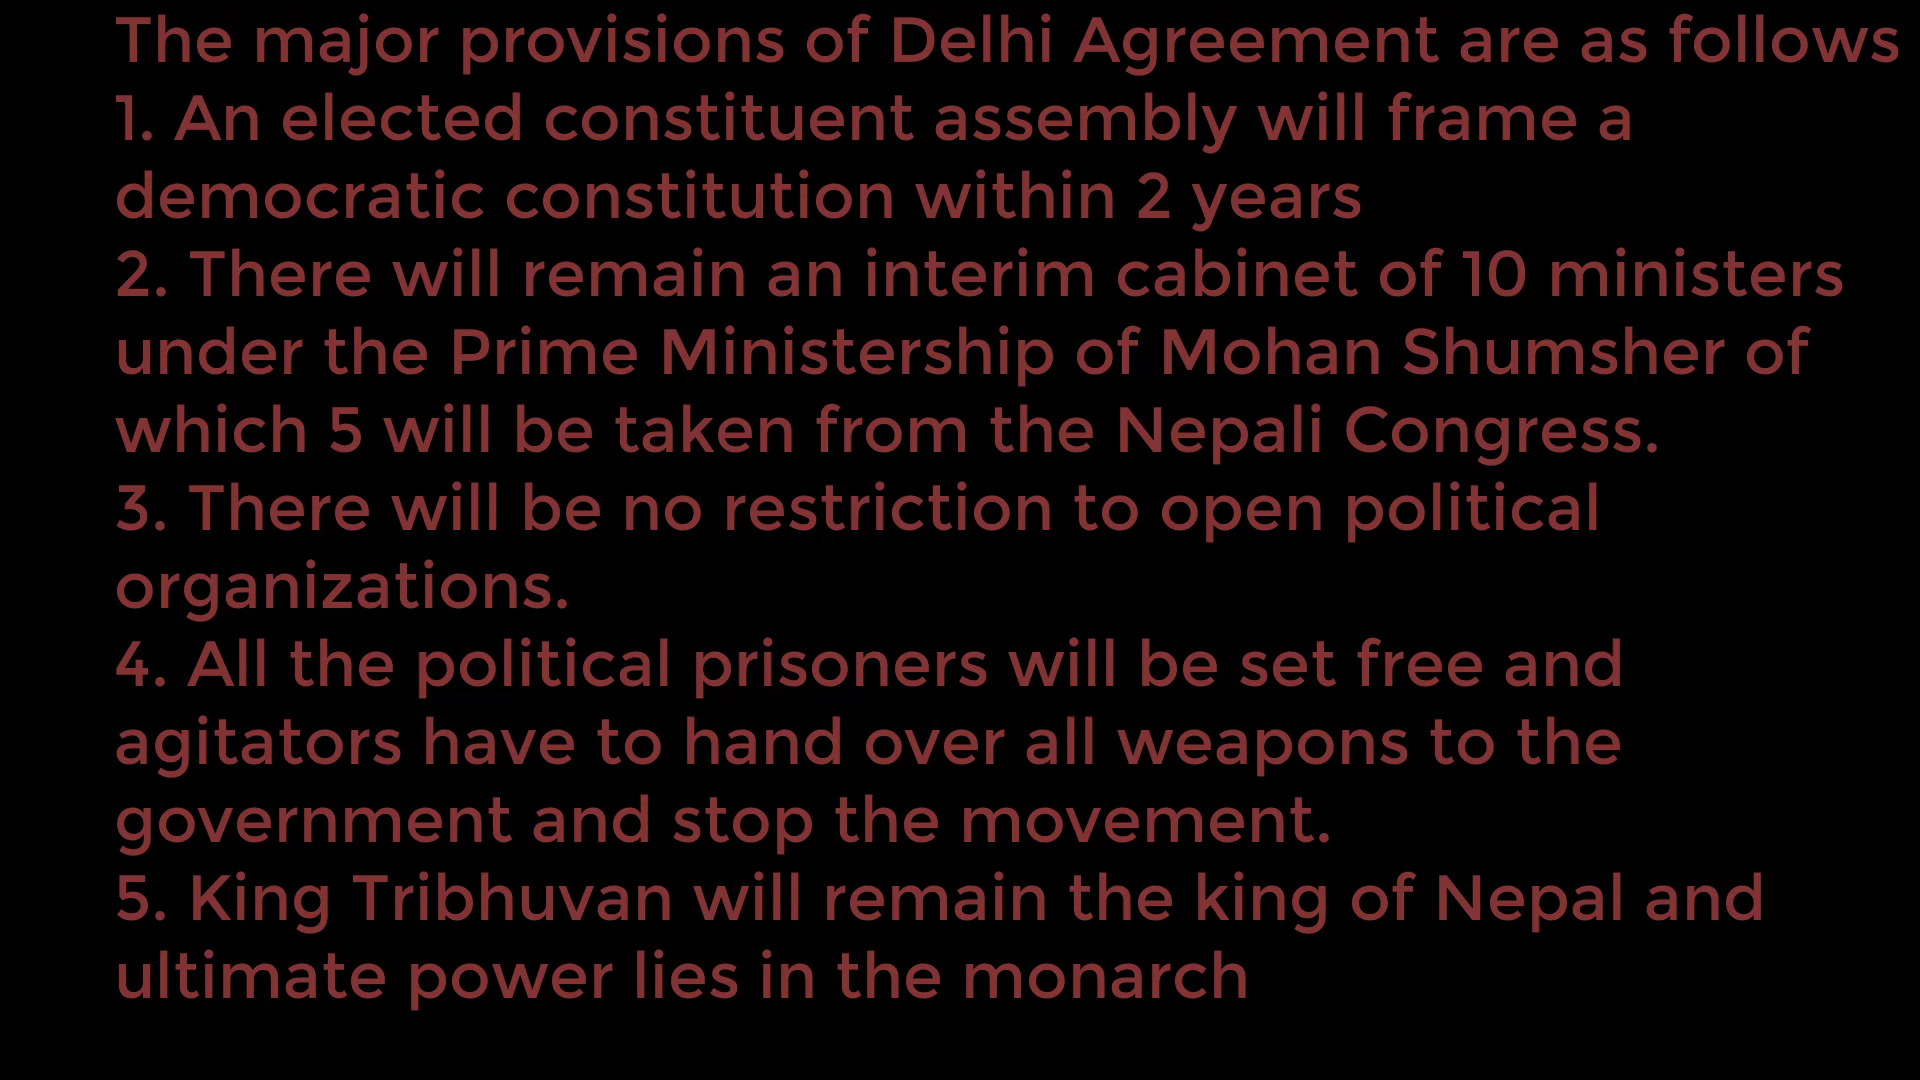 The major provisions of Delhi Agreement are as follows
1. An elected constituent assembly will frame a
democratic constitution within 2 years
2. There will remain an interim cabinet of 10 ministers
under the Prime Ministership of Mohan Shumsher of
which 5 will be taken from the Nepali Congress.
3. There will be no restriction to open political
organizations.
4. All the political prisoners will be set free and
agitators have to hand over all weapons to the
government and stop the movement.
5. King Tribhuvan will remain the king of Nepal and
ultimate power lies in the monarch